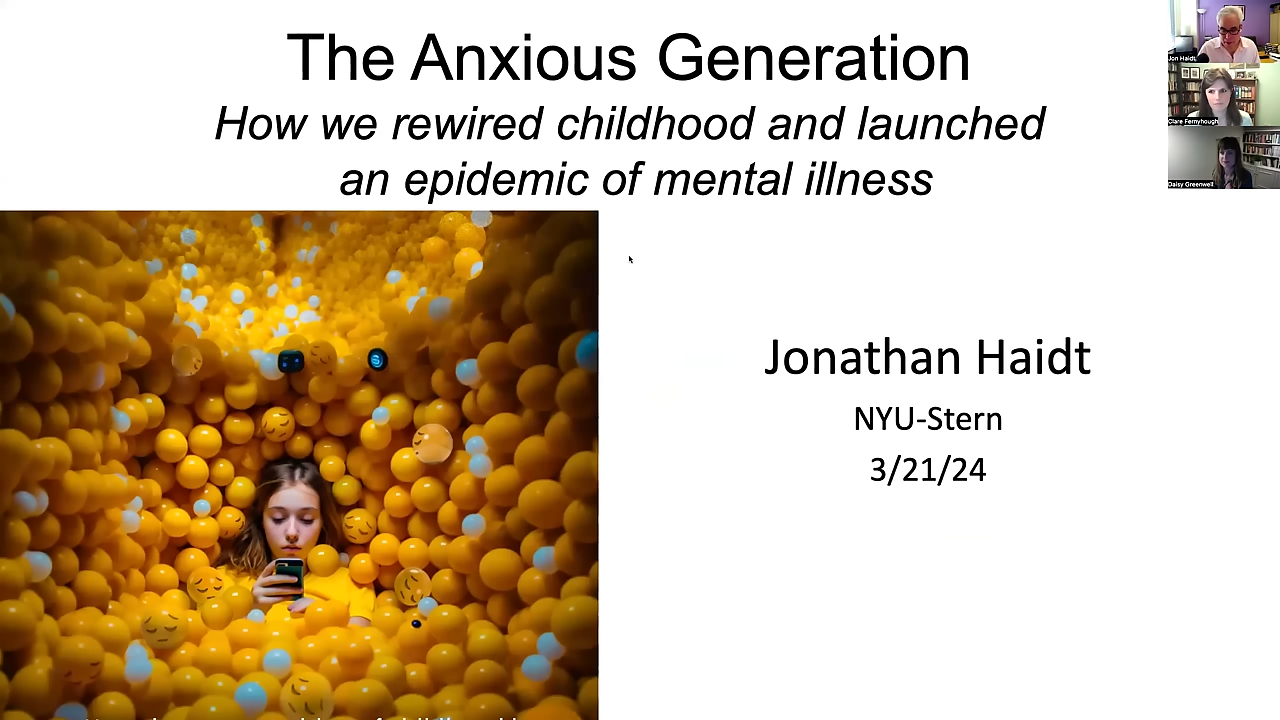 The Anxious Generation
How we rewired childhood and launched
an epidemic of mental illness
Jon Haidt
Clare Fernyhough
Daisy Greenwell
Jonathan Haidt
NYU-Stern
3/21/24